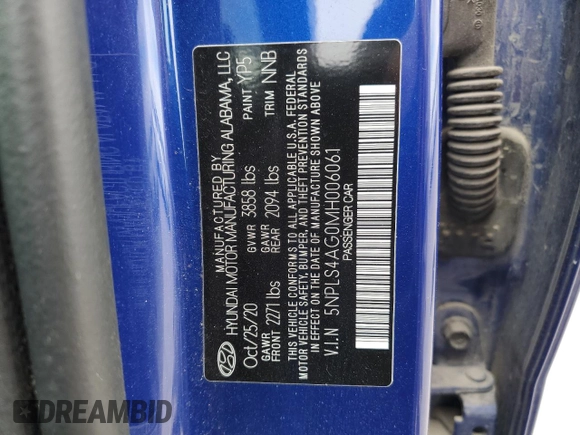 MANUFACTURED BY
HYUNDAI MOTOR MANUFACTURING ALABAMA, LLC
Oct/25/20 GVWR 3858 lbs PAINT YP5
GAWR FRONT 2271 lbs GAWR REAR 2094 lbs TRIM NNB
THIS VEHICLE CONFORMS TO ALL APPLICABLE U.S.A. FEDERAL
MOTOR VEHICLE SAFETY, BUMPER, AND THEFT PREVENTION STANDARDS
IN EFFECT ON THE DATE OF MANUFACTURE SHOWN ABOVE
V.I.N 5NPLS4AG0MH006061
PASSENGER CAR
DREAMBID